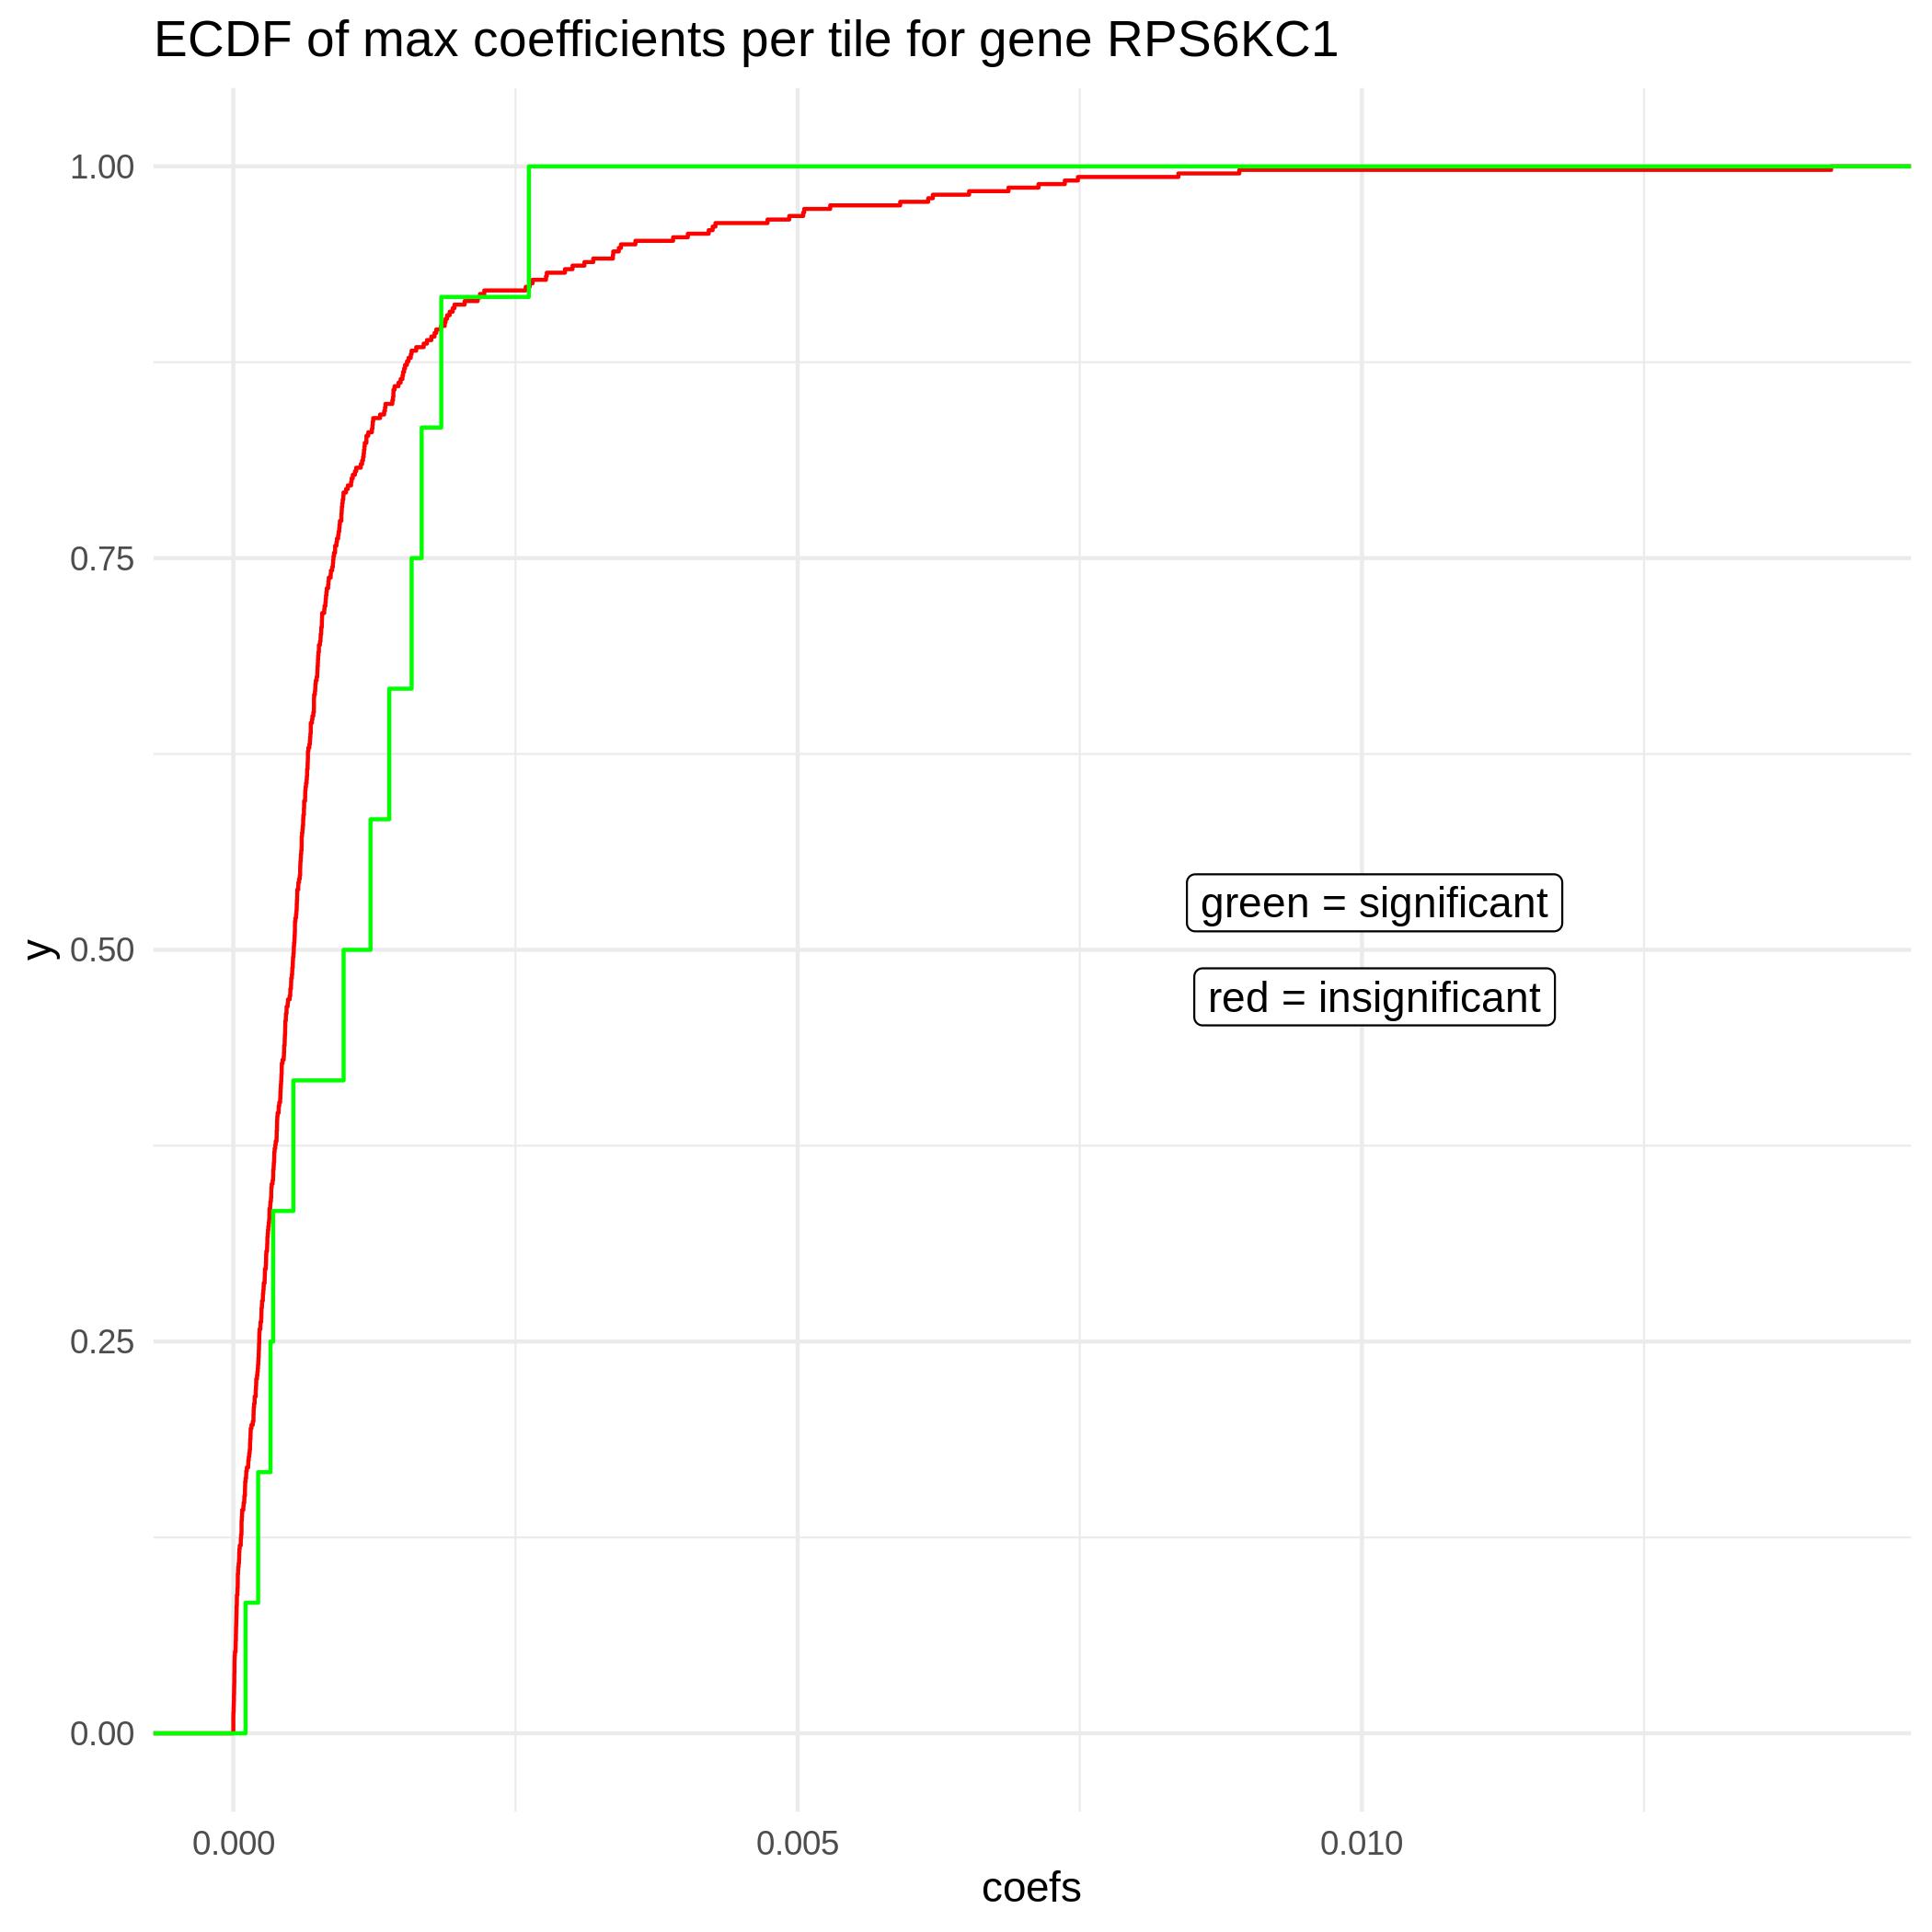 ECDF of max coefficients per tile for gene RPS6KC1
1.00
0.75
0.50
0.25
0.00
y
green = significant
red = insignificant
0.000 0.005 0.010
coefs